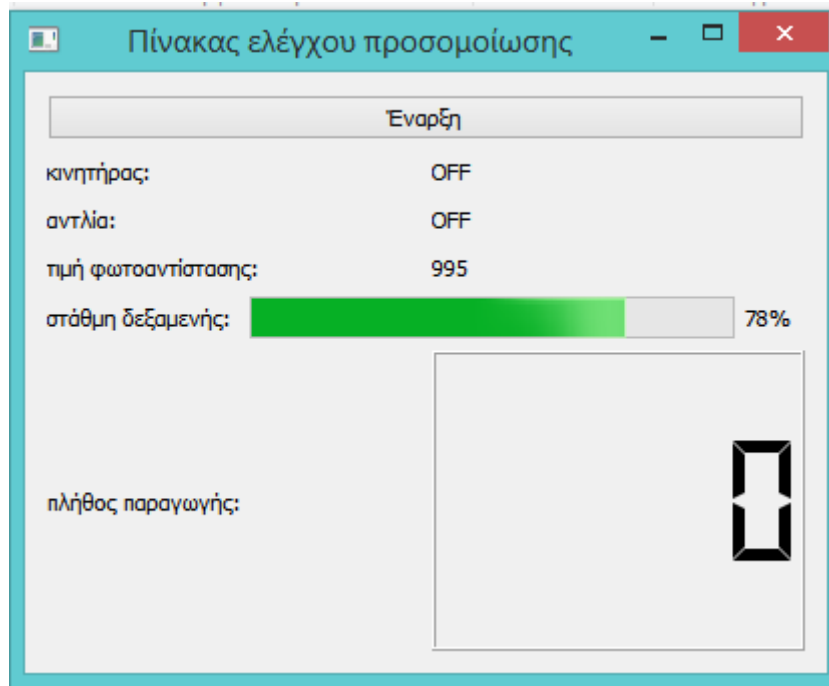 Πίνακας ελέγχου προσομοίωσης
Έναρξη
κινητήρας: OFF
αντλία: OFF
τιμή φωτοαντίστασης: 995
στάθμη δεξαμενής: 78%
πλήθος παραγωγής: 0